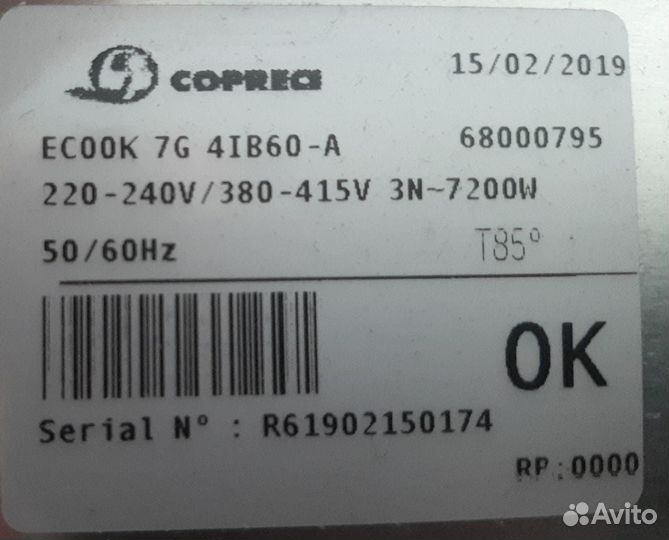 COPRECI
15/02/2019
ECOOK 7G 4IB60-A
68000795
220-240V/380-415V 3N~7200W
50/60Hz
T85°
OK
Serial N° : R61902150174
RP:0000
Avito